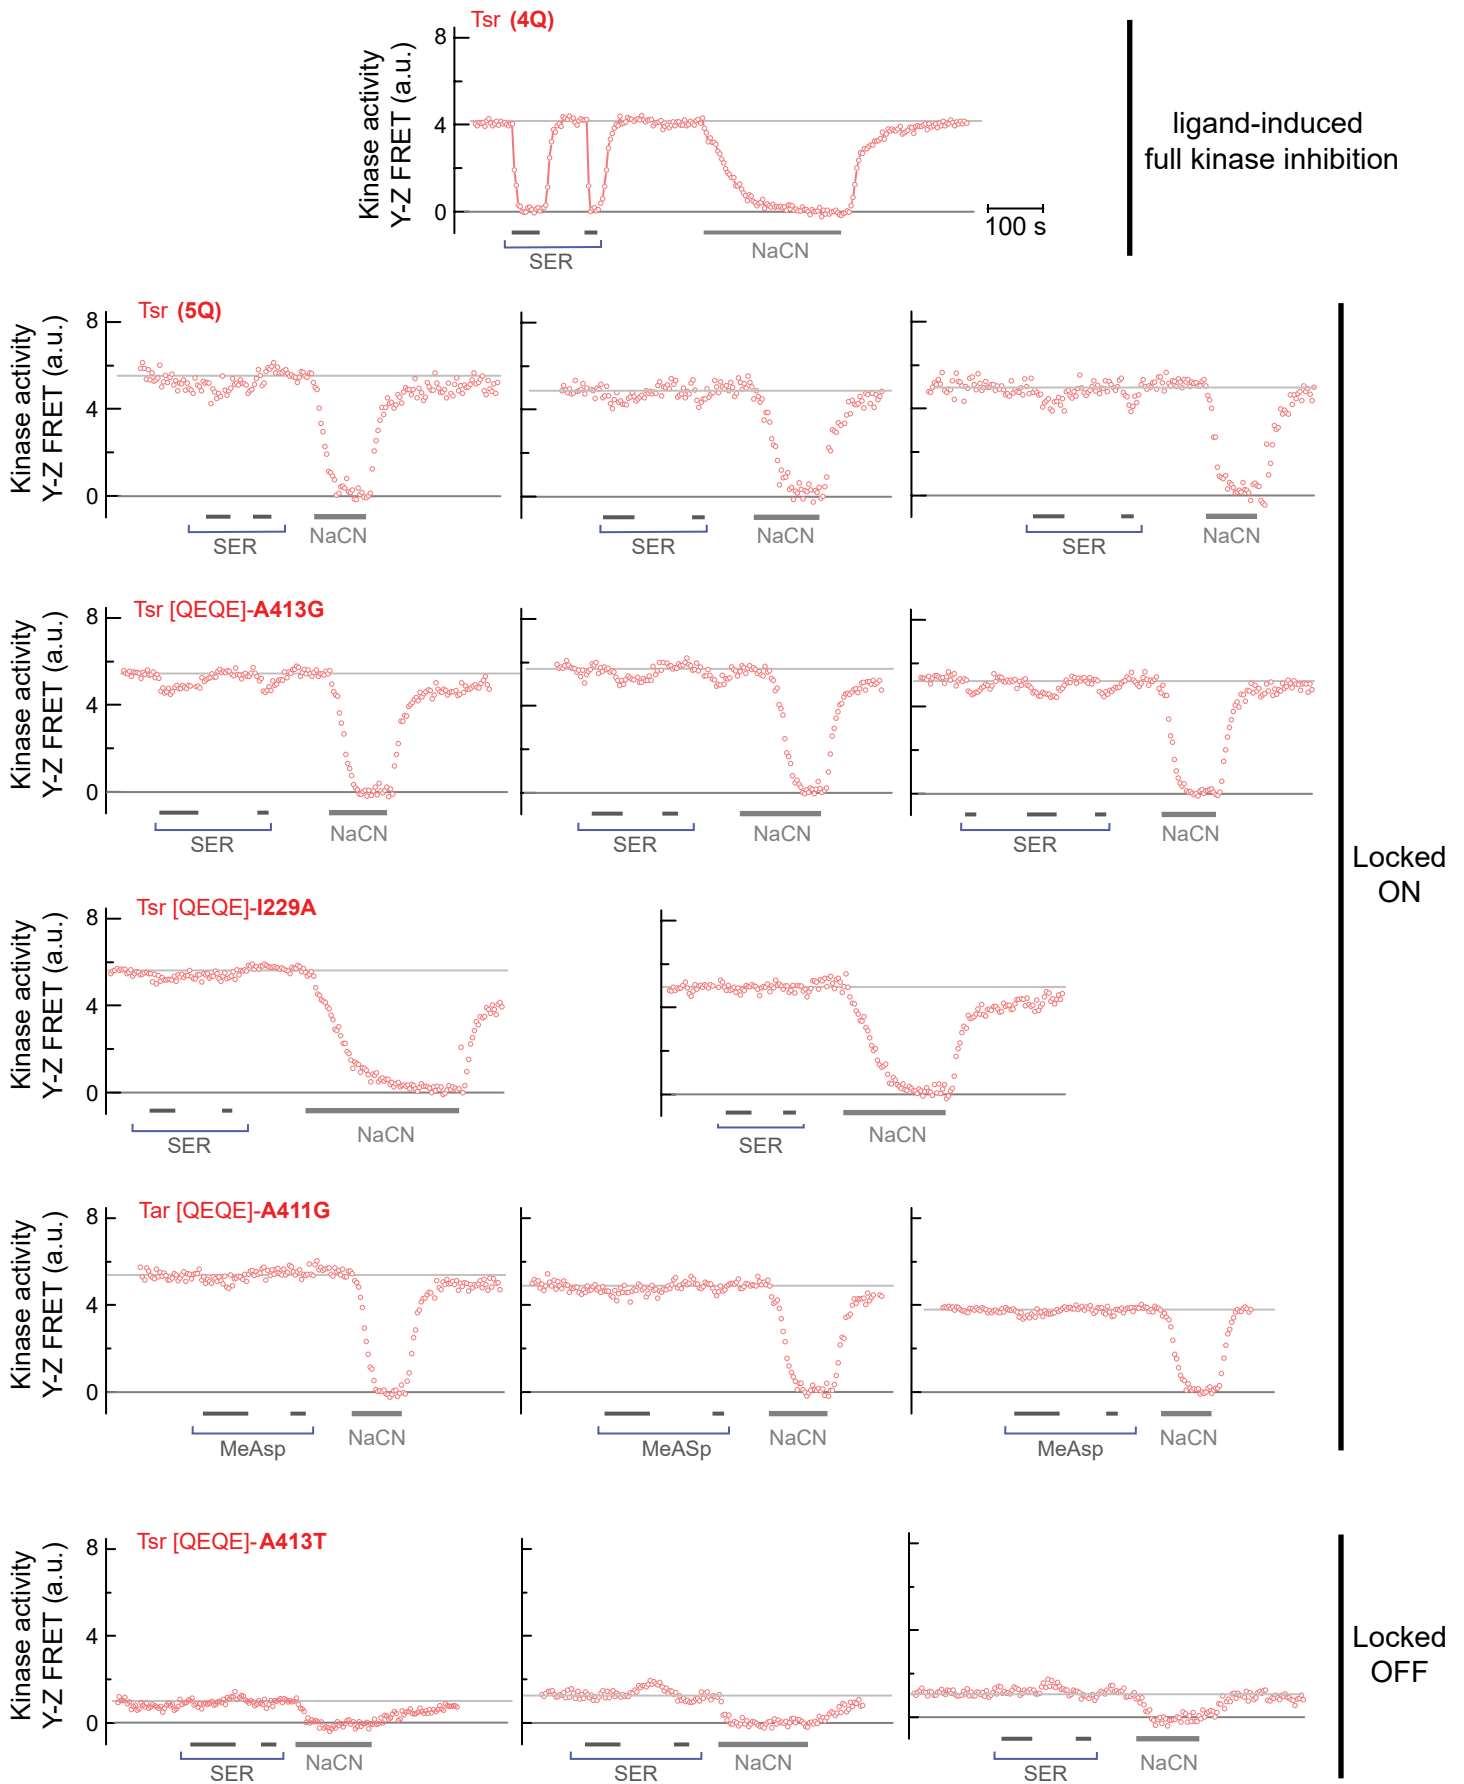 Tsr (4Q)
Kinase activity
Y-Z FRET (a.u.)
8
4
0
SER
NaCN
100 s
ligand-induced
full kinase inhibition
Tsr (5Q)
Kinase activity
Y-Z FRET (a.u.)
8
4
0
SER
NaCN
SER
NaCN
SER
NaCN
Tsr [QEQE]-A413G
Kinase activity
Y-Z FRET (a.u.)
8
4
0
SER
NaCN
SER
NaCN
SER
NaCN
Locked
ON
Tsr [QEQE]-I229A
Kinase activity
Y-Z FRET (a.u.)
8
4
0
SER
NaCN
SER
NaCN
Tar [QEQE]-A411G
Kinase activity
Y-Z FRET (a.u.)
8
4
0
MeAsp
NaCN
MeASp
NaCN
MeAsp
NaCN
Tsr [QEQE]-A413T
Kinase activity
Y-Z FRET (a.u.)
8
4
0
SER
NaCN
SER
NaCN
SER
NaCN
Locked
OFF